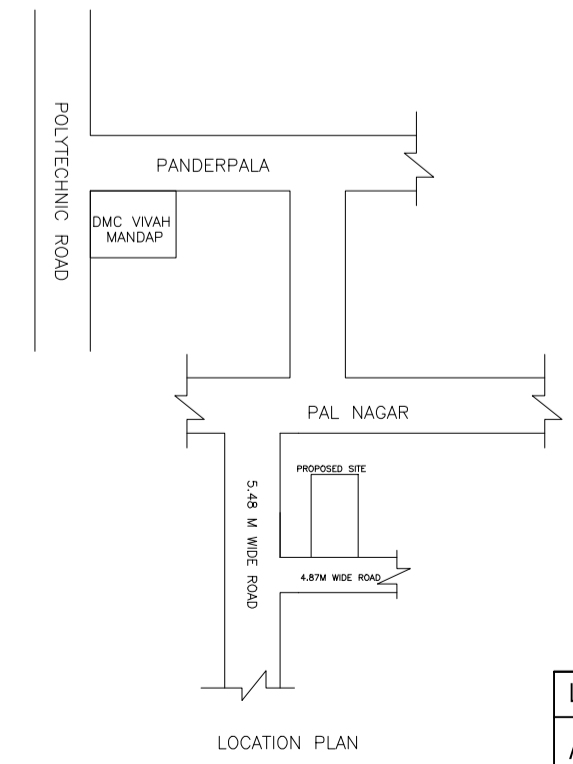 POLYTECHNIC ROAD
PANDERPALA
DMC VIVAH
MANDAP
PAL NAGAR
PROPOSED SITE
5.48 M WIDE ROAD
4.87M WIDE ROAD
LOCATION PLAN